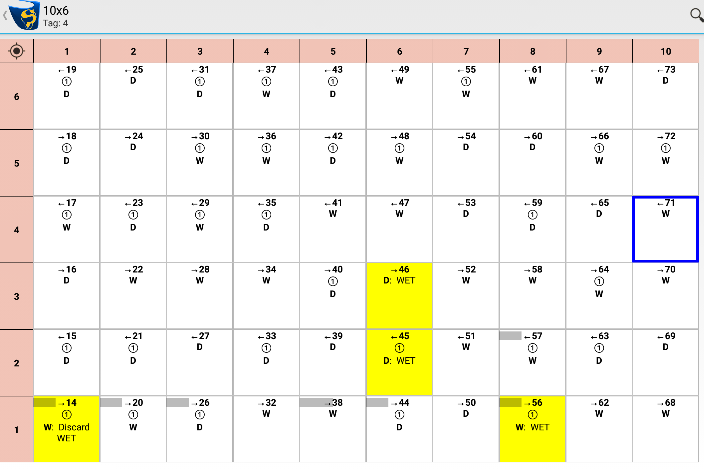 10x6
Tag: 4
1 2 3 4 5 6 7 8 9 10
6
←19 ←25 ←31 ←37 ←43 ←49 ←55 ←61 ←67 ←73
① ① ① ① ①
D D D W D W W W W D
5
→18 →24 →30 →36 →42 →48 →54 →60 →66 →72
① ① ① ① ① ① ①
D D W W D W D D W W
4
←17 ←23 ←29 ←35 ←41 ←47 ←53 ←59 ←65 ←71
① ① ① ① ①
W D W D W W D D D W
3
→16 →22 →28 →34 →40 →46 →52 →58 →64 →70
① ①
D W W W D D: WET W W W W
2
←15 ←21 ←27 ←33 ←39 ←45 ←51 ←57 ←63 ←69
① ① ① ① ① ①
D D D D D D: WET W W D D
1
→14 →20 →26 →32 →38 →44 →50 →56 →62 →68
① ① ① ① ①
W: Discard W D W W D D W: WET W W
WET